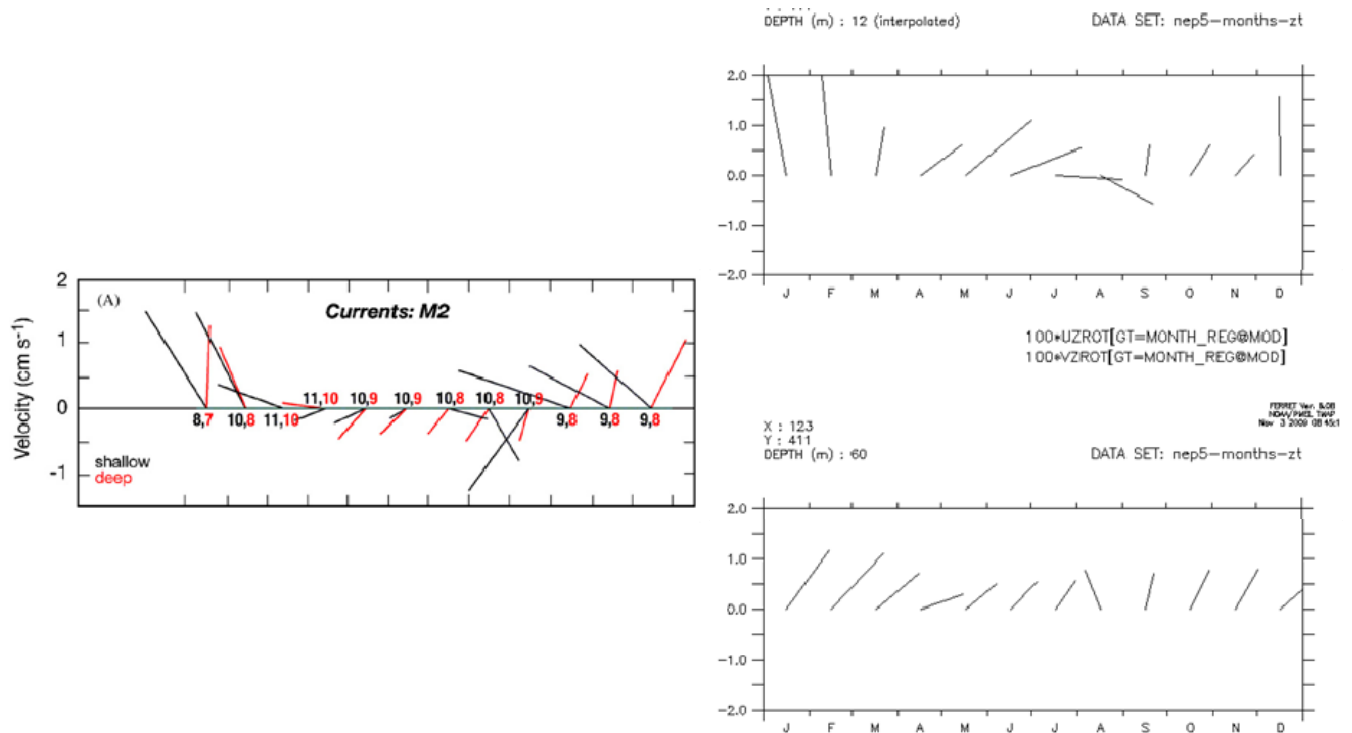 2
1
0
-1
Velocity (cm s⁻¹)
(A)
Currents: M2
8,7
10,8
11,10
11,10
10,9
10,9
10,8
10,8
10,9
9,8
9,8
9,8
shallow
deep
DEPTH (m) : 12 (interpolated)
DATA SET: nep5-months-zt
2.0
1.0
0.0
-1.0
-2.0
J F M A M J J A S O N D
100*UZROT[GT=MONTH_REG@MOD]
100*VZROT[GT=MONTH_REG@MOD]
NOAA/PMEL TMAP
X : 123
Y : 411
DEPTH (m) : 60
DATA SET: nep5-months-zt
2.0
1.0
0.0
-1.0
-2.0
J F M A M J J A S O N D